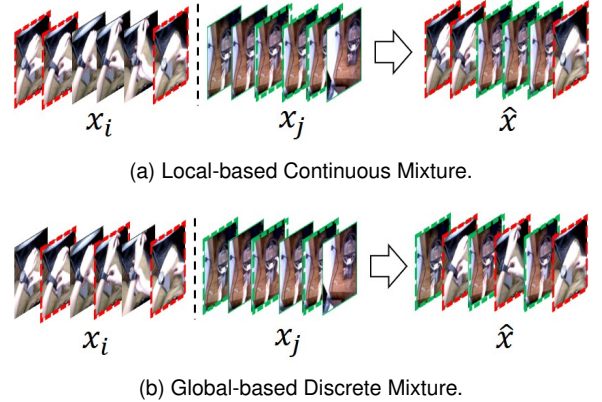 x_i x_j x̂
(a) Local-based Continuous Mixture.
x_i x_j x̂
(b) Global-based Discrete Mixture.